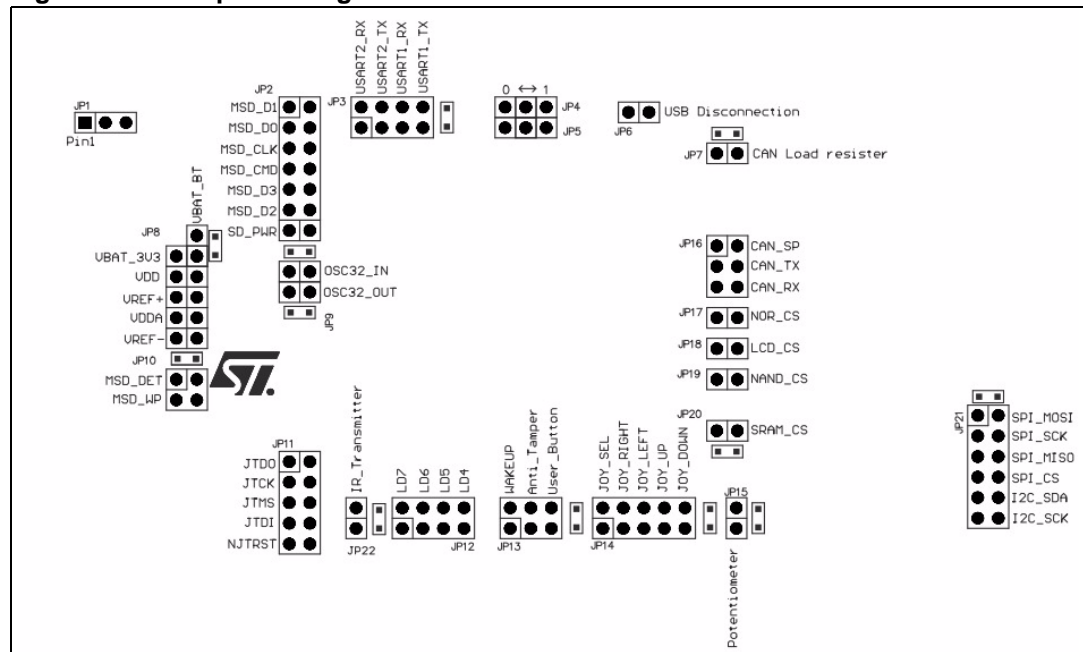 JP1
Pin1
JP2
MSD_D1
MSD_D0
MSD_CLK
MSD_CMD
MSD_D3
MSD_D2
SD_PWR
JP3
USART2_RX
USART2_TX
USART1_RX
USART1_TX
0 ↔ 1
JP4
JP5
JP6
USB Disconnection
JP7
CAN Load resister
JP8
VBAT_BT
VBAT_3V3
VDD
VREF+
VDDA
VREF-
OSC32_IN
OSC32_OUT
JP9
JP10
MSD_DET
MSD_WP
ST
JP16
CAN_SP
CAN_TX
CAN_RX
JP17
NOR_CS
JP18
LCD_CS
JP19
NAND_CS
JP20
SRAM_CS
JP21
SPI_MOSI
SPI_SCK
SPI_MISO
SPI_CS
I2C_SDA
I2C_SCK
JP11
JTDO
JTCK
JTMS
JTDI
NJTRST
IR_Transmitter
JP22
LD7
LD6
LD5
LD4
JP12
WAKEUP
Anti_Tamper
User_Button
JP13
JOY_SEL
JOY_RIGHT
JOY_LEFT
JOY_UP
JOY_DOWN
JP14
JP15
Potentiometer